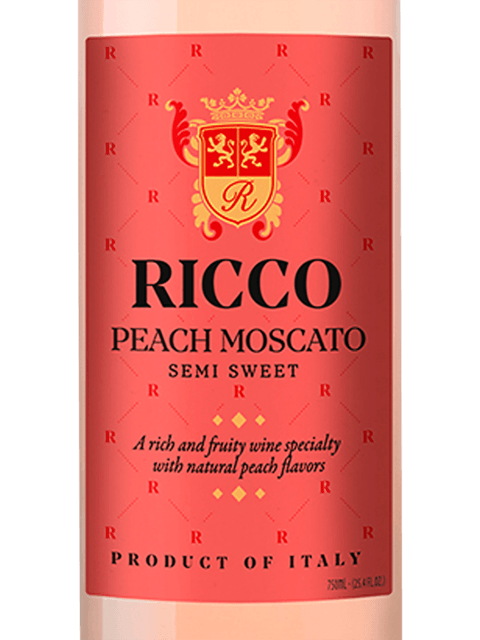 R R R
R R
R
R R
R R
R R
RICCO
PEACH MOSCATO
SEMI SWEET
R R R
A rich and fruity wine specialty
with natural peach flavors
R R R
R R
PRODUCT OF ITALY
750ML - (25.4 FL.OZ.)